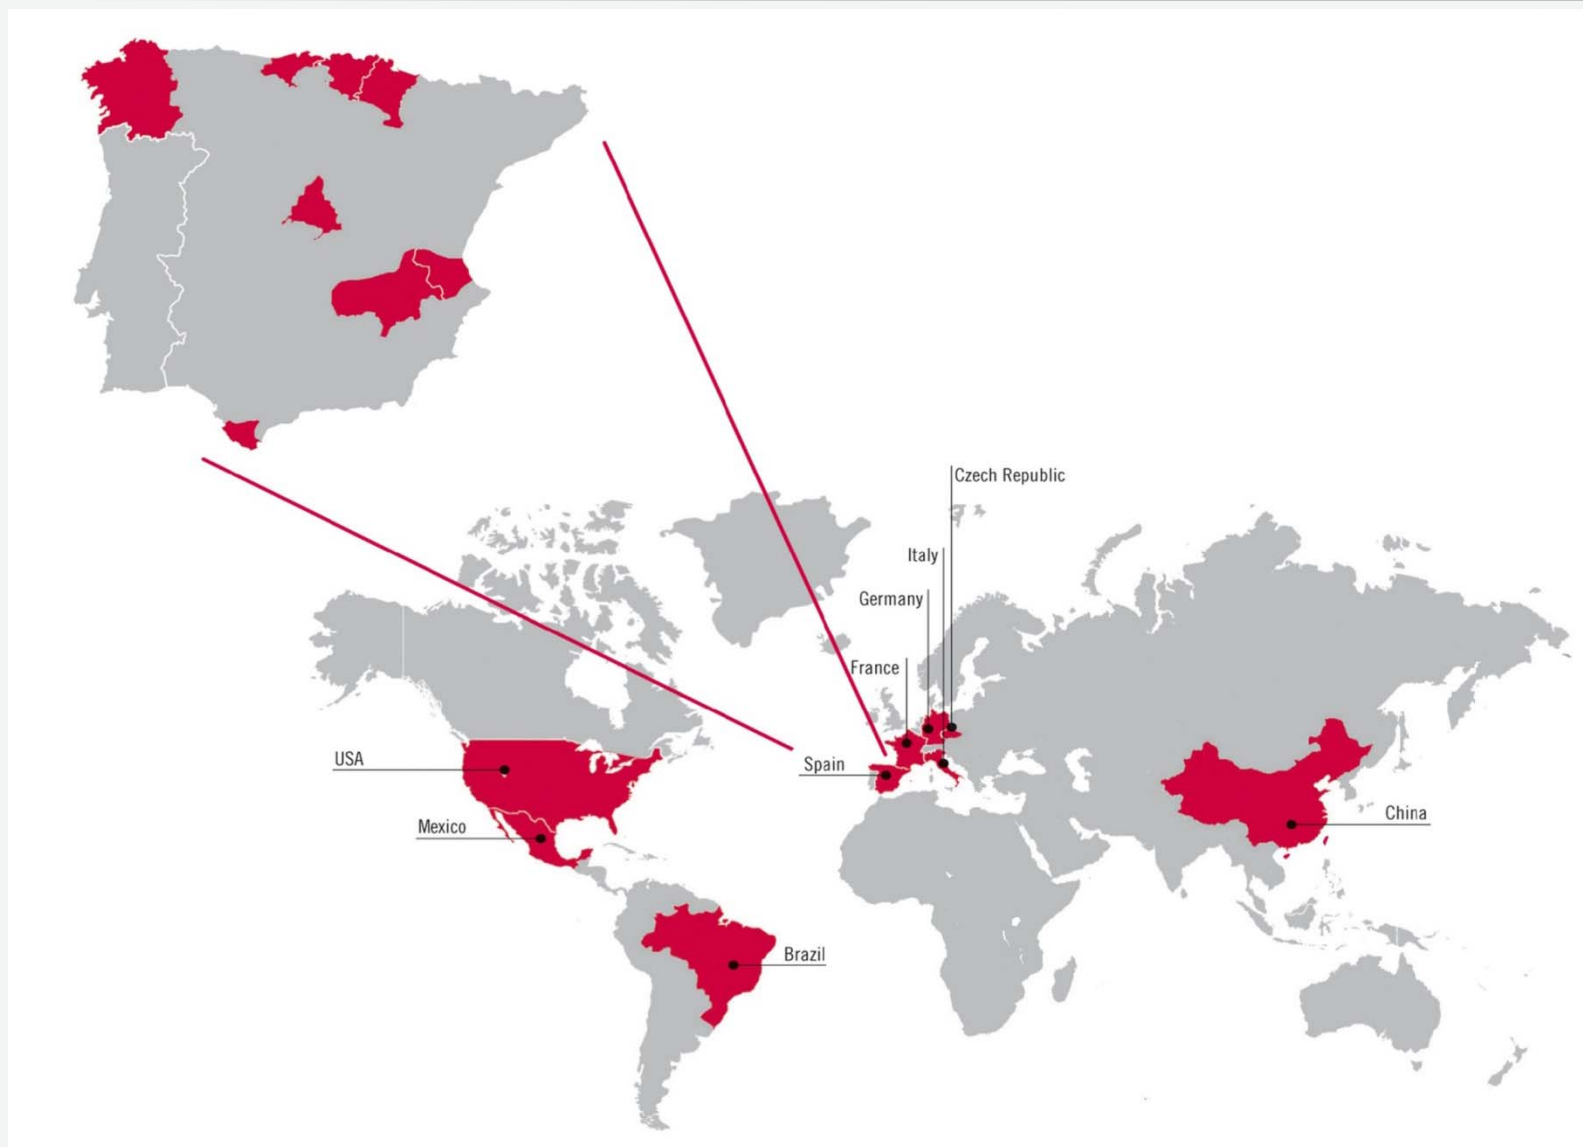 Czech Republic
Italy
Germany
France
USA
Spain
Mexico
China
Brazil